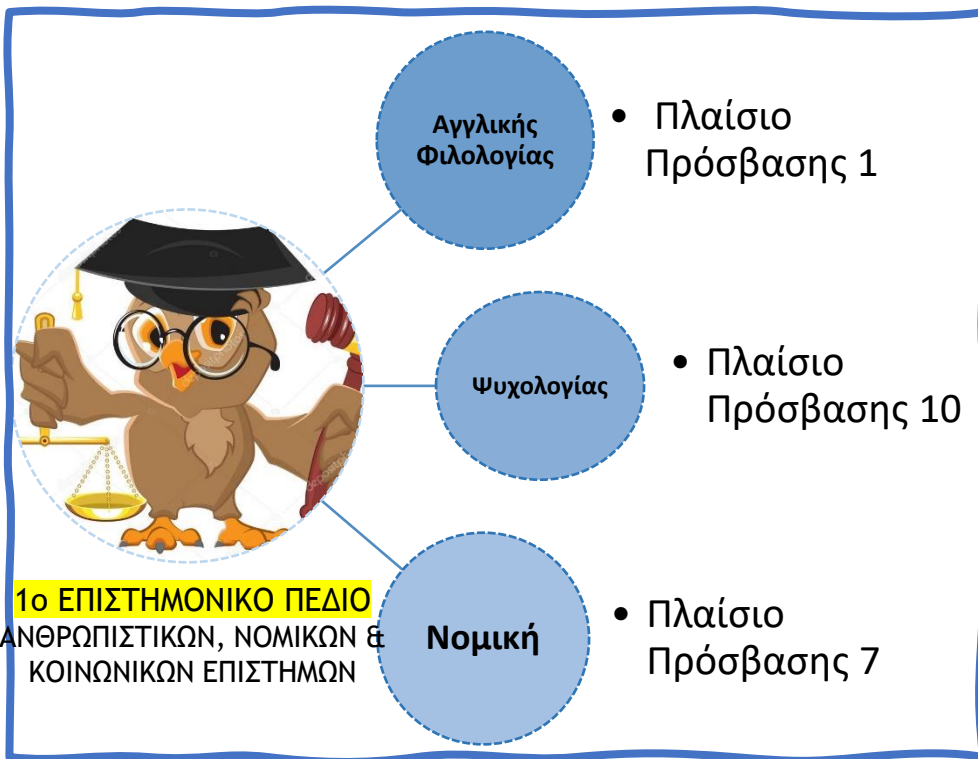 Αγγλικής
Φιλολογίας
• Πλαίσιο
Πρόσβασης 1
Ψυχολογίας
• Πλαίσιο
Πρόσβασης 10
1ο ΕΠΙΣΤΗΜΟΝΙΚΟ ΠΕΔΙΟ
ΑΝΘΡΩΠΙΣΤΙΚΩΝ, ΝΟΜΙΚΩΝ &
ΚΟΙΝΩΝΙΚΩΝ ΕΠΙΣΤΗΜΩΝ
Νομική
• Πλαίσιο
Πρόσβασης 7